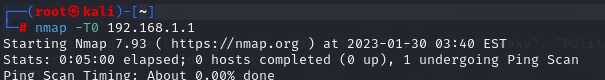 (root㉿kali)-[~]
# nmap -T0 192.168.1.1
Starting Nmap 7.93 ( https://nmap.org ) at 2023-01-30 03:40 EST
Stats: 0:05:00 elapsed; 0 hosts completed (0 up), 1 undergoing Ping Scan
Ping Scan Timing: About 0.00% done